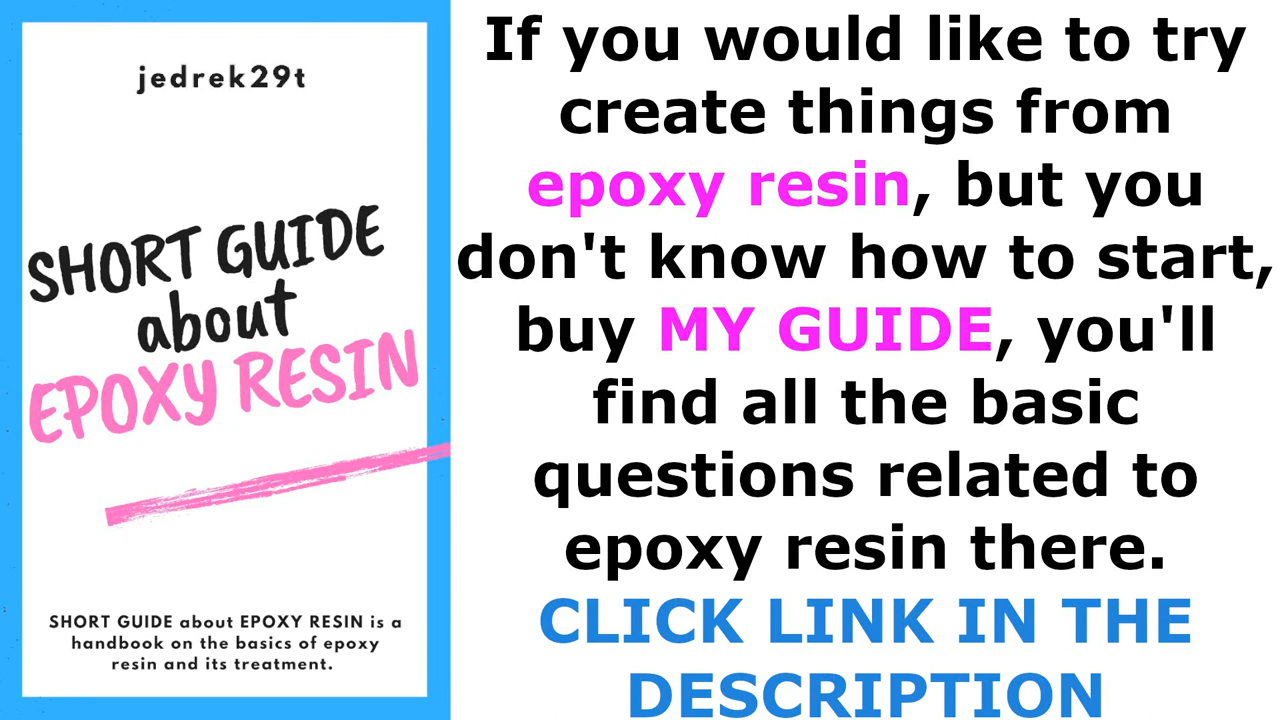 jedrek29t
SHORT GUIDE
about
EPOXY RESIN
SHORT GUIDE about EPOXY RESIN is a
handbook on the basics of epoxy
resin and its treatment.
If you would like to try
create things from
epoxy resin, but you
don't know how to start,
buy MY GUIDE, you'll
find all the basic
questions related to
epoxy resin there.
CLICK LINK IN THE
DESCRIPTION